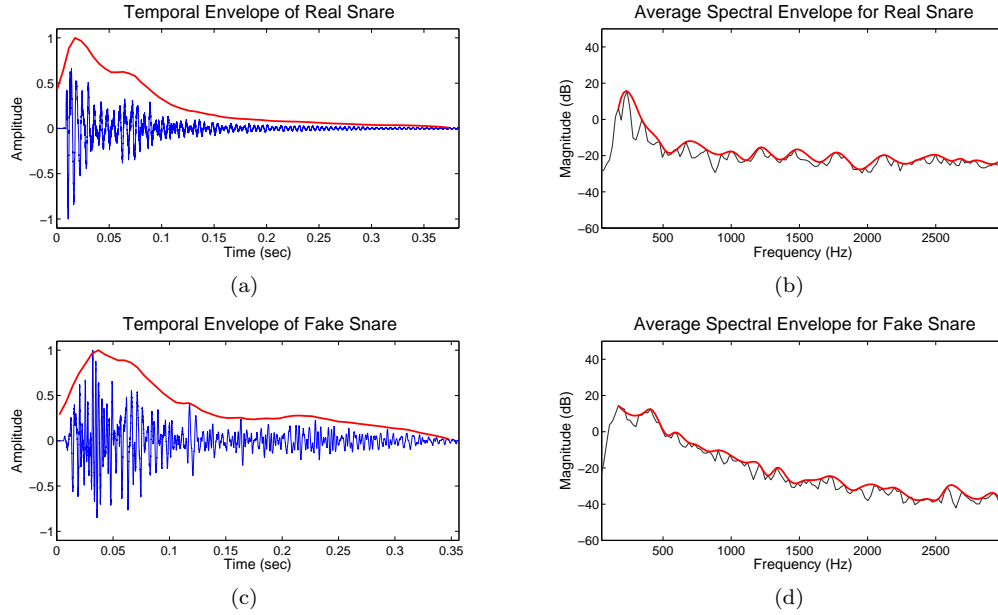 Temporal Envelope of Real Snare
1
0.5
0
−0.5
−1
Amplitude
0 0.05 0.1 0.15 0.2 0.25 0.3 0.35
Time (sec)
(a)
Average Spectral Envelope for Real Snare
40
20
0
−20
−40
−60
Magnitude (dB)
500 1000 1500 2000 2500
Frequency (Hz)
(b)
Temporal Envelope of Fake Snare
1
0.5
0
−0.5
−1
Amplitude
0 0.05 0.1 0.15 0.2 0.25 0.3 0.35
Time (sec)
(c)
Average Spectral Envelope for Fake Snare
40
20
0
−20
−40
−60
Magnitude (dB)
500 1000 1500 2000 2500
Frequency (Hz)
(d)